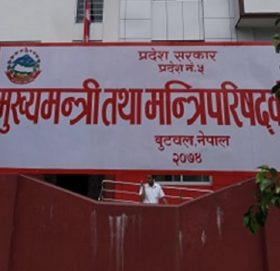 प्रदेश सरकार
प्रदेश नं. ५
मुख्यमन्त्री तथा मन्त्रिपरिषद्
बुटवल, नेपाल
२०७४